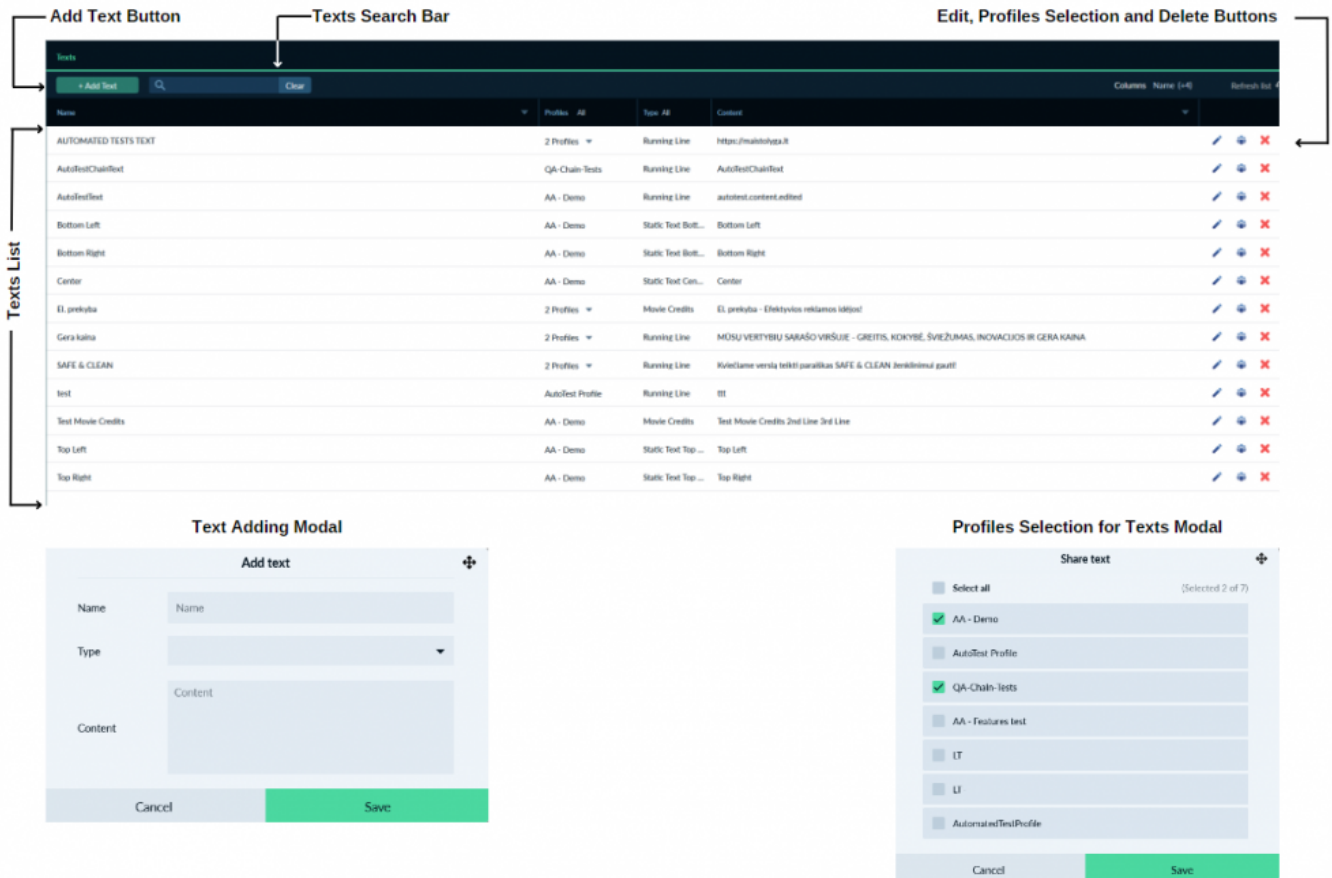 Add Text Button
Texts Search Bar
Edit, Profiles Selection and Delete Buttons
Texts
+ Add Text Clear Columns Name (+4) Refresh list
Name Profiles All Type All Content
AUTOMATED TESTS TEXT 2 Profiles Running Line https://maistolyga.lt
AutoTestChainText QA-Chain-Tests Running Line AutoTestChainText
AutoTestText AA - Demo Running Line autotest.content.edited
Bottom Left AA - Demo Static Text Bott... Bottom Left
Bottom Right AA - Demo Static Text Bott... Bottom Right
Center AA - Demo Static Text Cen... Center
El. prekyba 2 Profiles Movie Credits El. prekyba - Efektyvios reklamos idėjos!
Gera kaina 2 Profiles Running Line MŪSŲ VERTYBIŲ SARAŠO VIRŠUJE - GREITIS, KOKYBĖ, ŠVIEŽUMAS, INOVACIJOS IR GERA KAINA
SAFE & CLEAN 2 Profiles Running Line Kviečiame verslą teikti paraiškas SAFE & CLEAN ženklinimui gauti!
test AutoTest Profile Running Line ttt
Test Movie Credits AA - Demo Movie Credits Test Movie Credits 2nd Line 3rd Line
Top Left AA - Demo Static Text Top ... Top Left
Top Right AA - Demo Static Text Top ... Top Right
Texts List
Text Adding Modal
Add text
Name Name
Type
Content
Content
Cancel Save
Profiles Selection for Texts Modal
Share text
Select all (Selected 2 of 7)
AA - Demo
AutoTest Profile
QA-Chain-Tests
AA - Features test
LT
LT
AutomatedTestProfile
Cancel Save